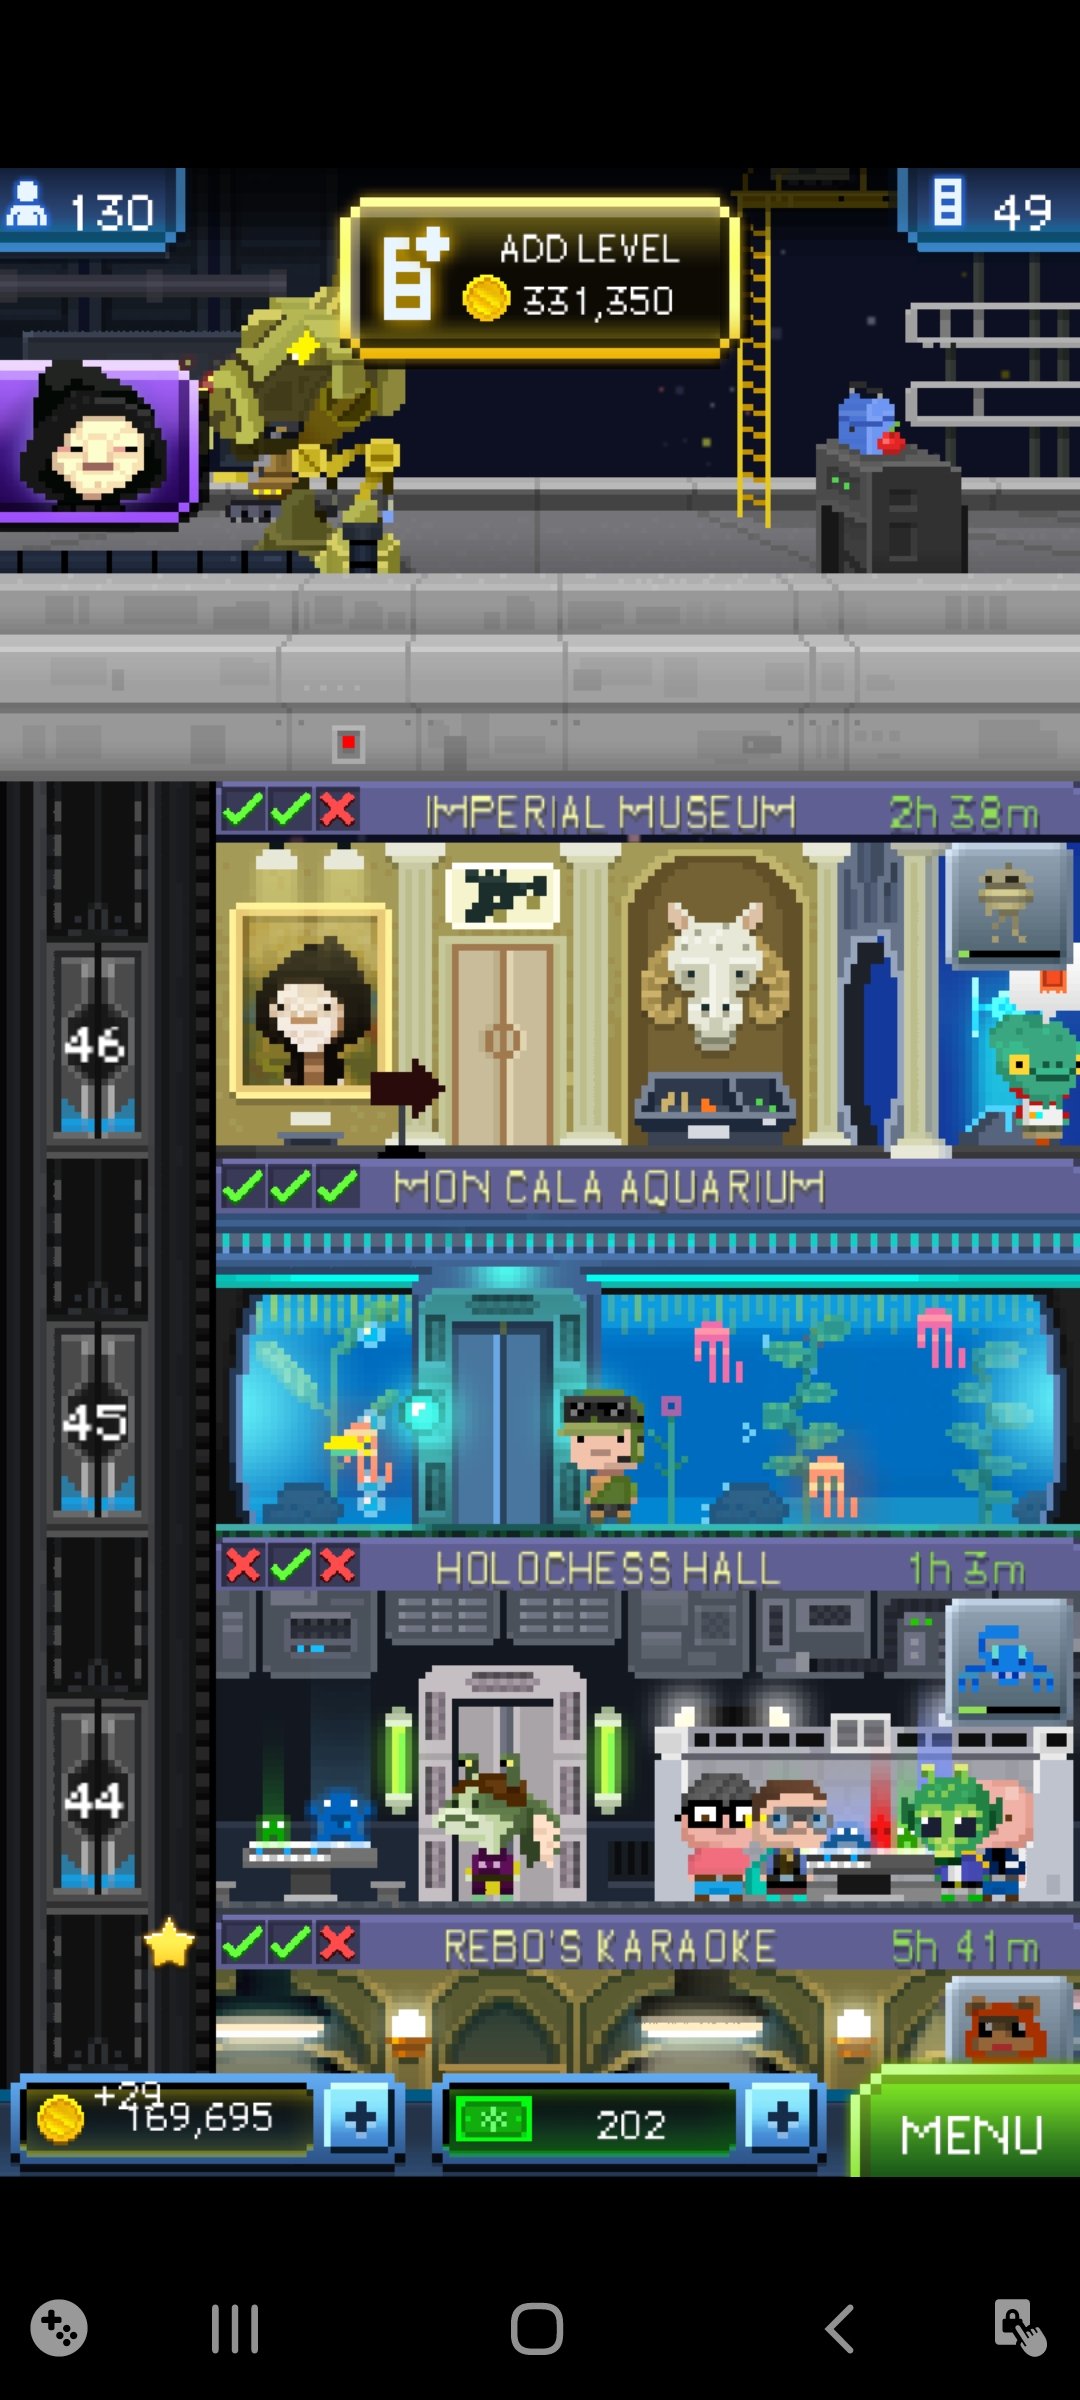 130
ADD LEVEL
331,350
49
IMPERIAL MUSEUM 2h 38m
46
MON CALA AQUARIUM
45
HOLOCHESS HALL 1h 3m
44
REBO'S KARAOKE 5h 41m
+29
169,695
202
MENU